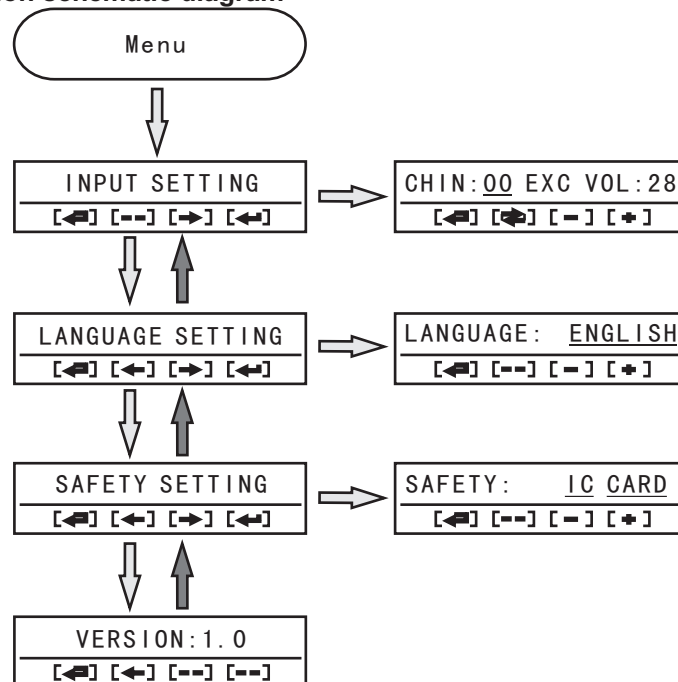 Menu
INPUT SETTING
[] [--] [→] [↵]
CHIN:00 EXC VOL:28
[] [] [-] [+]
LANGUAGE SETTING
[] [←] [→] [↵]
LANGUAGE: ENGLISH
[] [--] [-] [+]
SAFETY SETTING
[] [←] [→] [↵]
SAFETY: IC CARD
[] [--] [-] [+]
VERSION:1.0
[] [←] [--] [--]